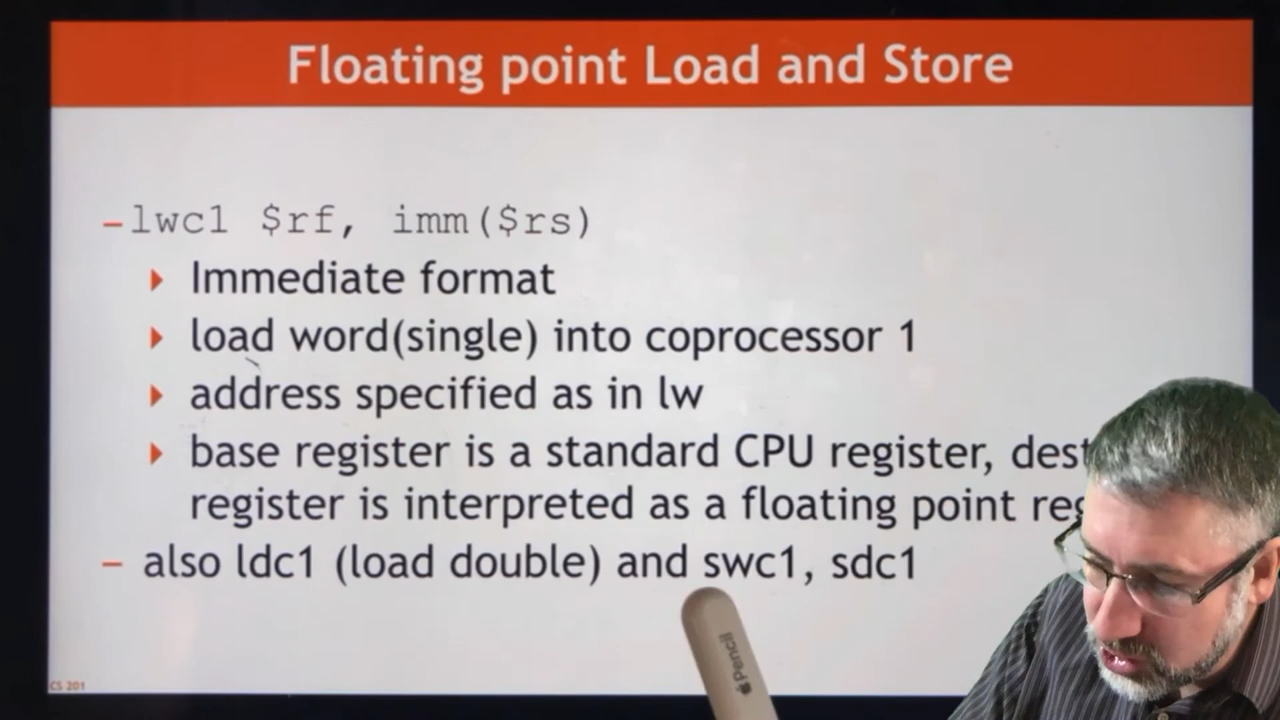 Floating point Load and Store
–lwc1 $rf, imm($rs)
Immediate format
load word(single) into coprocessor 1
address specified as in lw
base register is a standard CPU register,
register is interpreted as a floating point
– also ldc1 (load double) and swc1, sdc1
CS 201
Pencil